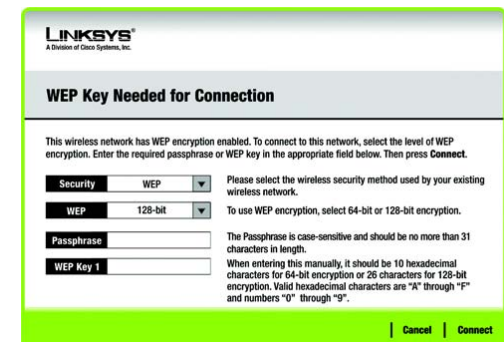 LINKSYS®
A Division of Cisco Systems, Inc.
WEP Key Needed for Connection
This wireless network has WEP encryption enabled. To connect to this network, select the level of WEP
encryption. Enter the required passphrase or WEP key in the appropriate field below. Then press Connect.
Security WEP Please select the wireless security method used by your existing
wireless network.
WEP 128-bit To use WEP encryption, select 64-bit or 128-bit encryption.
Passphrase The Passphrase is case-sensitive and should be no more than 31
characters in length.
WEP Key 1 When entering this manually, it should be 10 hexadecimal
characters for 64-bit encryption or 26 characters for 128-bit
encryption. Valid hexadecimal characters are “A” through “F”
and numbers “0” through “9”.
Cancel Connect